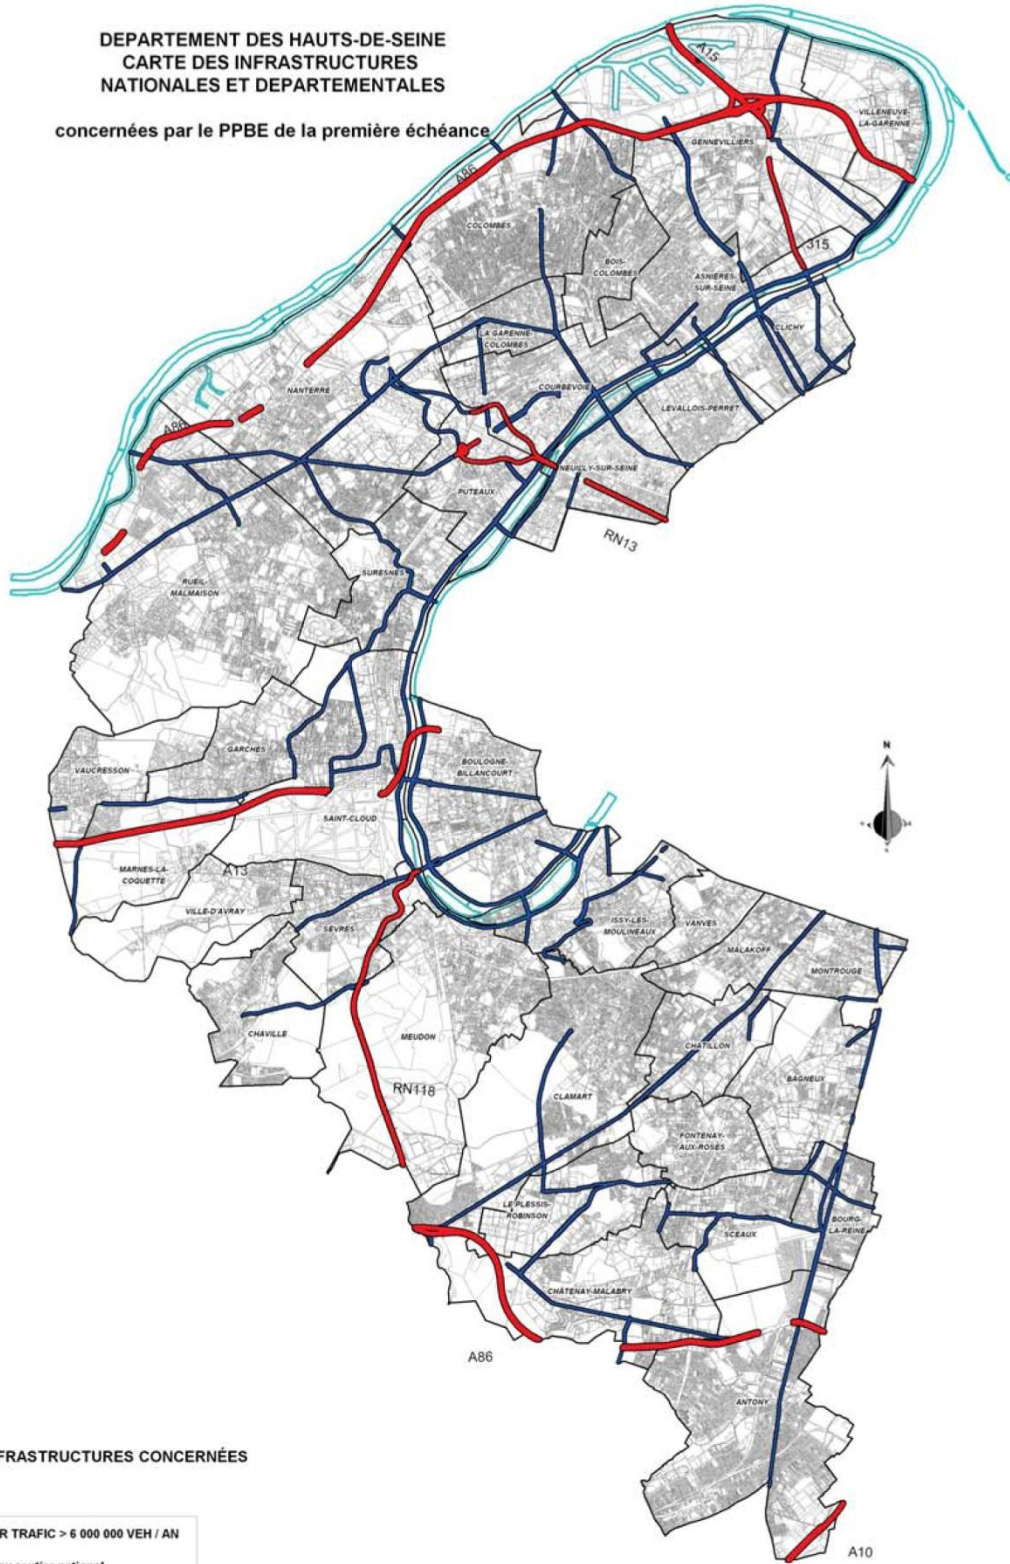 DEPARTEMENT DES HAUTS-DE-SEINE
CARTE DES INFRASTRUCTURES
NATIONALES ET DEPARTEMENTALES
concernées par le PPBE de la première échéance
A15
VILLENEUVE-
LA-GARENNE
GENNEVILLIERS
A86
COLOMBES
315
BOIS-
COLOMBES
ASNIERES-
SUR-SEINE
CLICHY
LA GARENNE-
COLOMBES
NANTERRE
COURBEVOIE
LEVALLOIS-PERRET
A86
NEUILLY-SUR-SEINE
PUTEAUX
RN13
SURESNES
RUEIL-
MALMAISON
N
GARCHES
VAUCRESSON
BOULOGNE-
BILLANCOURT
SAINT-CLOUD
MARNES-LA-
COQUETTE
A13
VILLE-D'AVRAY
SEVRES
ISSY-LES-
MOULINEAUX
VANVES
MALAKOFF
MONTROUGE
CHAVILLE
MEUDON
CHATILLON
BAGNEUX
RN118
CLAMART
FONTENAY-
AUX-ROSES
LE PLESSIS-
ROBINSON
SCEAUX
BOURG-
LA-REINE
CHÂTENAY-MALABRY
A86
ANTONY
FRASTRUCTURES CONCERNÉES
R TRAFIC > 6 000 000 VEH / AN
A10